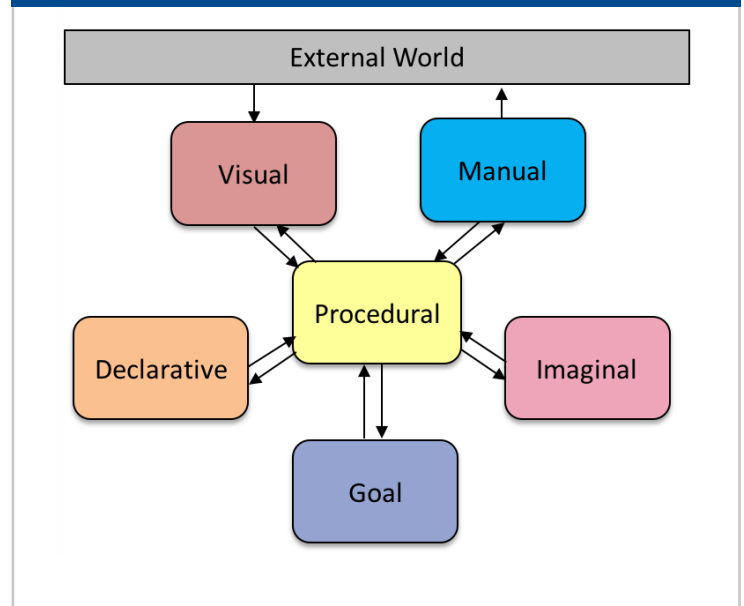 External World
Visual
Manual
Procedural
Declarative
Imaginal
Goal